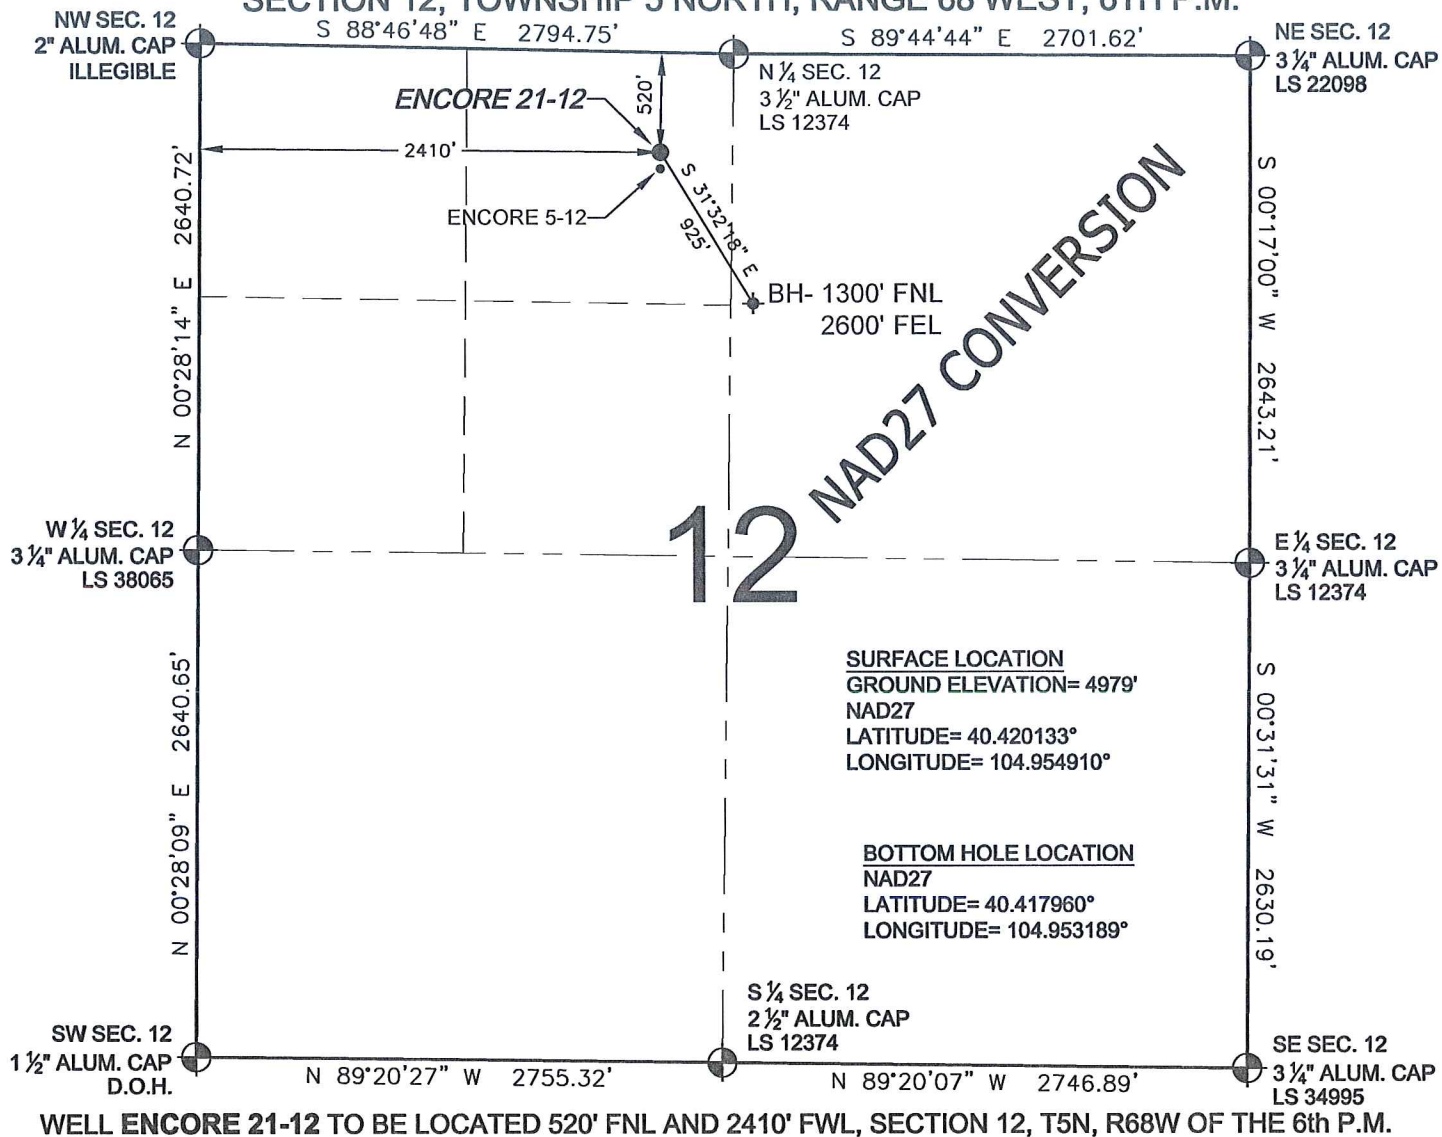 SECTION 12, TOWNSHIP 5 NORTH, RANGE 68 WEST, 6TH P.M.
NW SEC. 12
2" ALUM. CAP
ILLEGIBLE
S 88°46'48" E 2794.75'
S 89°44'44" E 2701.62'
NE SEC. 12
3 ¼" ALUM. CAP
LS 22098
N ¼ SEC. 12
3 ½" ALUM. CAP
LS 12374
ENCORE 21-12
520'
2410'
ENCORE 5-12
S 31°32'18" E
925'
BH- 1300' FNL
2600' FEL
N 00°28'14" E 2640.72'
S 00°17'00" W 2643.21'
NAD27 CONVERSION
W ¼ SEC. 12
3 ¼" ALUM. CAP
LS 38065
12
E ¼ SEC. 12
3 ¼" ALUM. CAP
LS 12374
SURFACE LOCATION
GROUND ELEVATION= 4979'
NAD27
LATITUDE= 40.420133°
LONGITUDE= 104.954910°
BOTTOM HOLE LOCATION
NAD27
LATITUDE= 40.417960°
LONGITUDE= 104.953189°
N 00°28'09" E 2640.65'
S 00°31'31" W 2630.19'
SW SEC. 12
1 ½" ALUM. CAP
D.O.H.
S ¼ SEC. 12
2 ½" ALUM. CAP
LS 12374
SE SEC. 12
3 ¼" ALUM. CAP
LS 34995
N 89°20'27" W 2755.32'
N 89°20'07" W 2746.89'
WELL ENCORE 21-12 TO BE LOCATED 520' FNL AND 2410' FWL, SECTION 12, T5N, R68W OF THE 6th P.M.